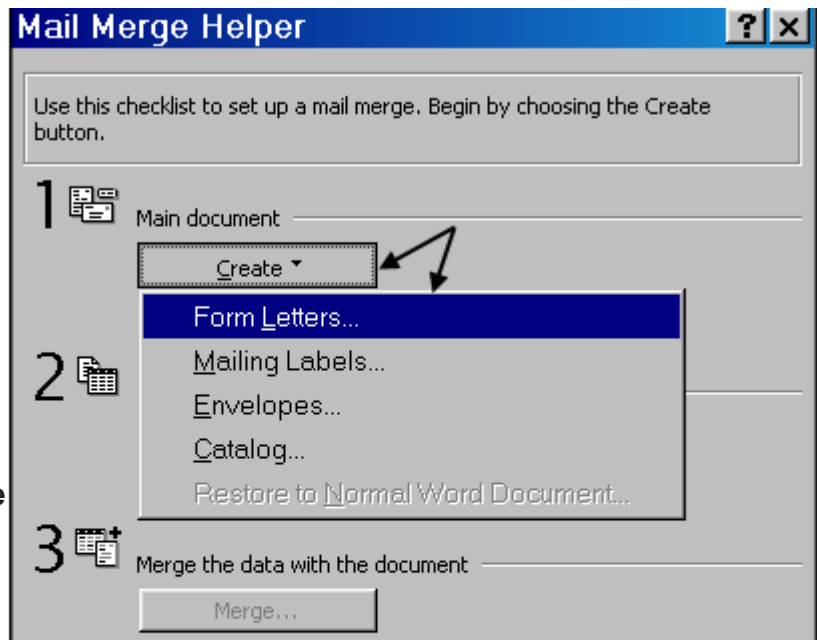 Mail Merge Helper
Use this checklist to set up a mail merge. Begin by choosing the Create
button.
1
Main document
Create
Form Letters...
Mailing Labels...
2
Envelopes...
Catalog...
e
Restore to Normal Word Document...
3
Merge the data with the document
Merge...